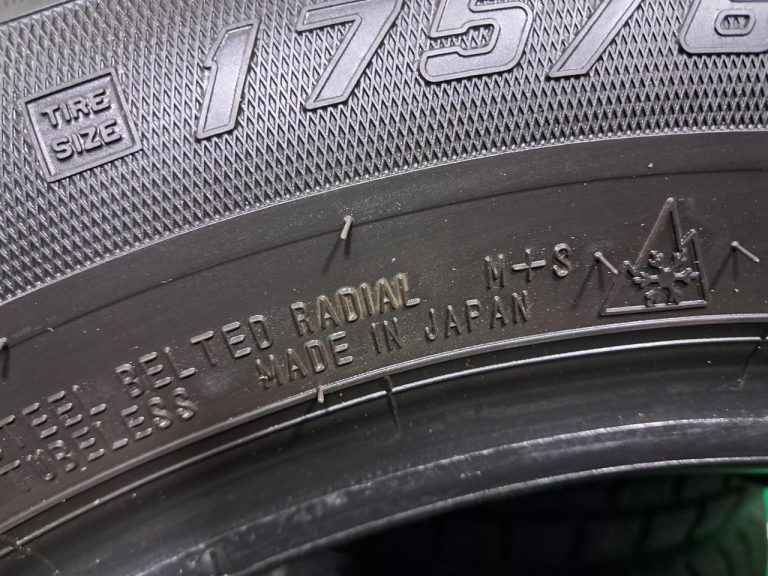 TIRE
SIZE
175/6
STEEL BELTED RADIAL M+S
TUBELESS MADE IN JAPAN